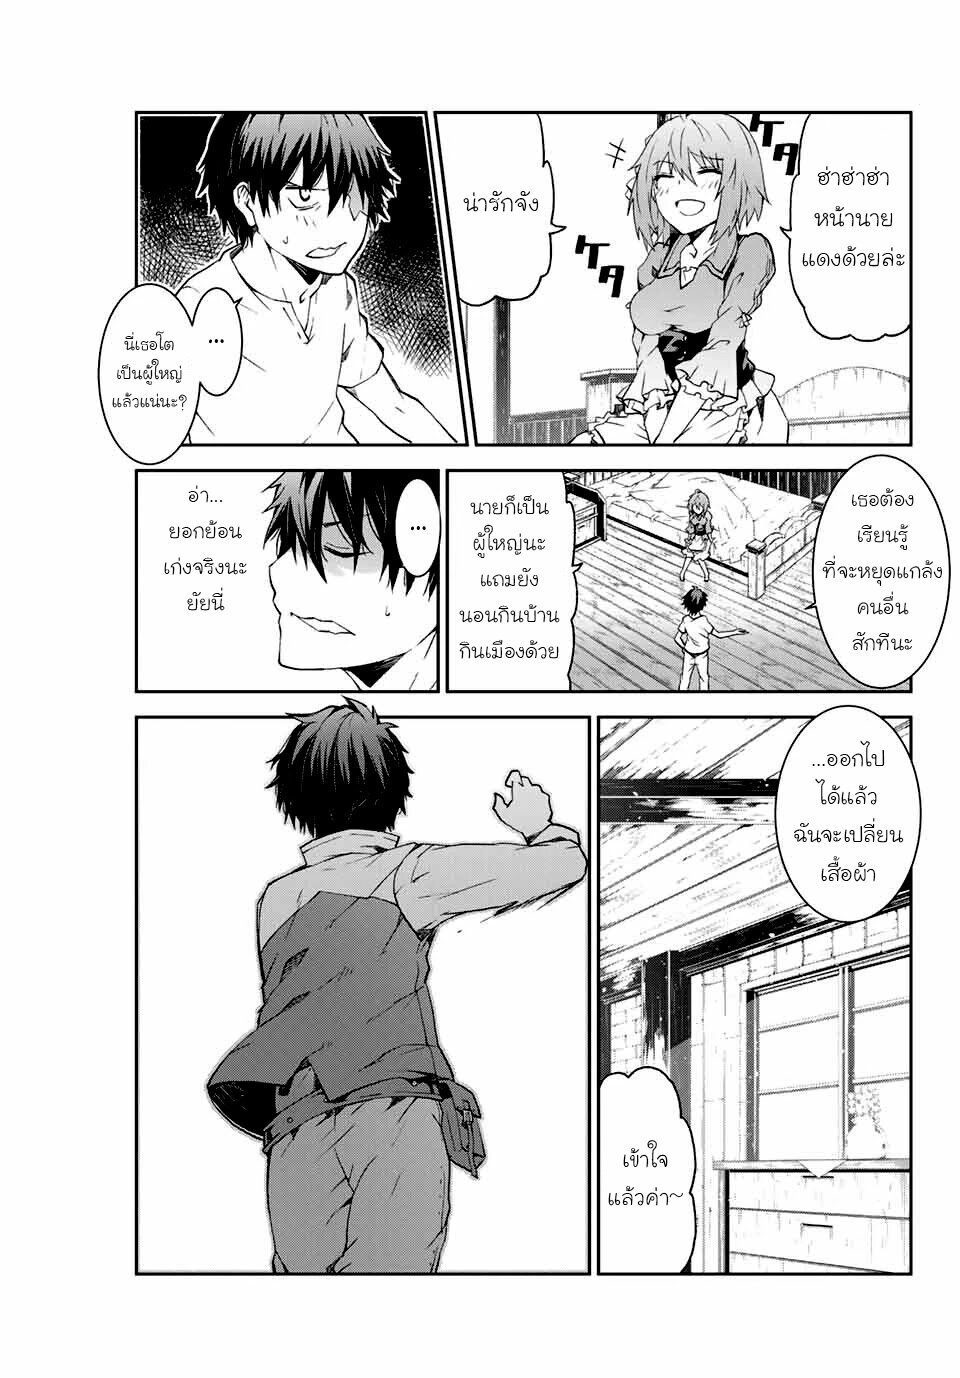 ฮ่าฮ่าฮ่า
หน้านาย
แดงด้วยล่ะ
ケタ
ケタ
ケタ
น่ารักจัง
...
นี่เธอโต
เป็นผู้ใหญ่
แล้วแน่นะ?
เธอต้อง
เรียนรู้
ที่จะหยุดแกล้ง
คนอื่น
สักทีนะ
นายก็เป็น
ผู้ใหญ่นะ
แถมยัง
นอนกินบ้าน
กินเมืองด้วย
...
อ่า...
ยอกย้อน
เก่งจริงนะ
ยัยนี่
...ออกไป
ได้แล้ว
ฉันจะเปลี่ยน
เสื้อผ้า
เข้าใจ
แล้วค่า~